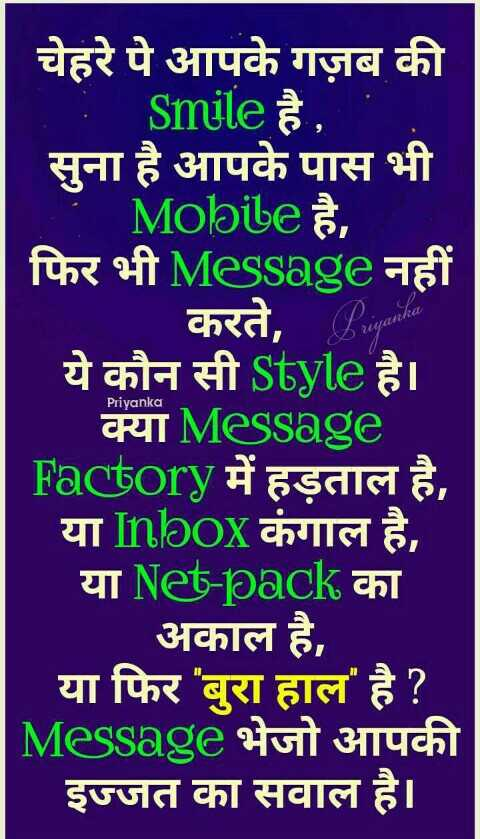 चेहरे पे आपके गज़ब की
Smile है ,
सुना है आपके पास भी
Mobile है,
फिर भी Message नहीं
करते, Priyanka
ये कौन सी Style है।
Priyanka
क्या Message
Factory में हड़ताल है,
या Inbox कंगाल है,
या Net-pack का
अकाल है,
या फिर "बुरा हाल" है ?
Message भेजो आपकी
इज्जत का सवाल है।